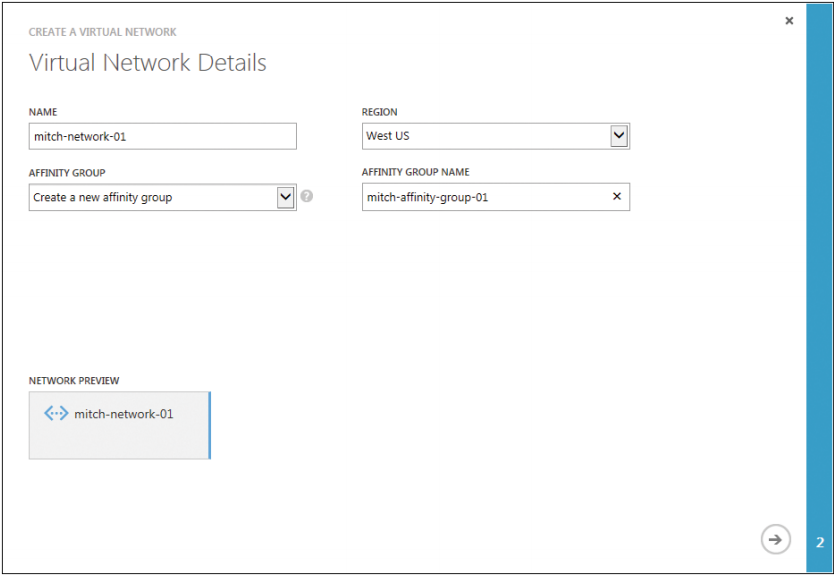 CREATE A VIRTUAL NETWORK
Virtual Network Details
NAME
REGION
mitch-network-01
West US
AFFINITY GROUP
AFFINITY GROUP NAME
Create a new affinity group
mitch-affinity-group-01
NETWORK PREVIEW
mitch-network-01
2